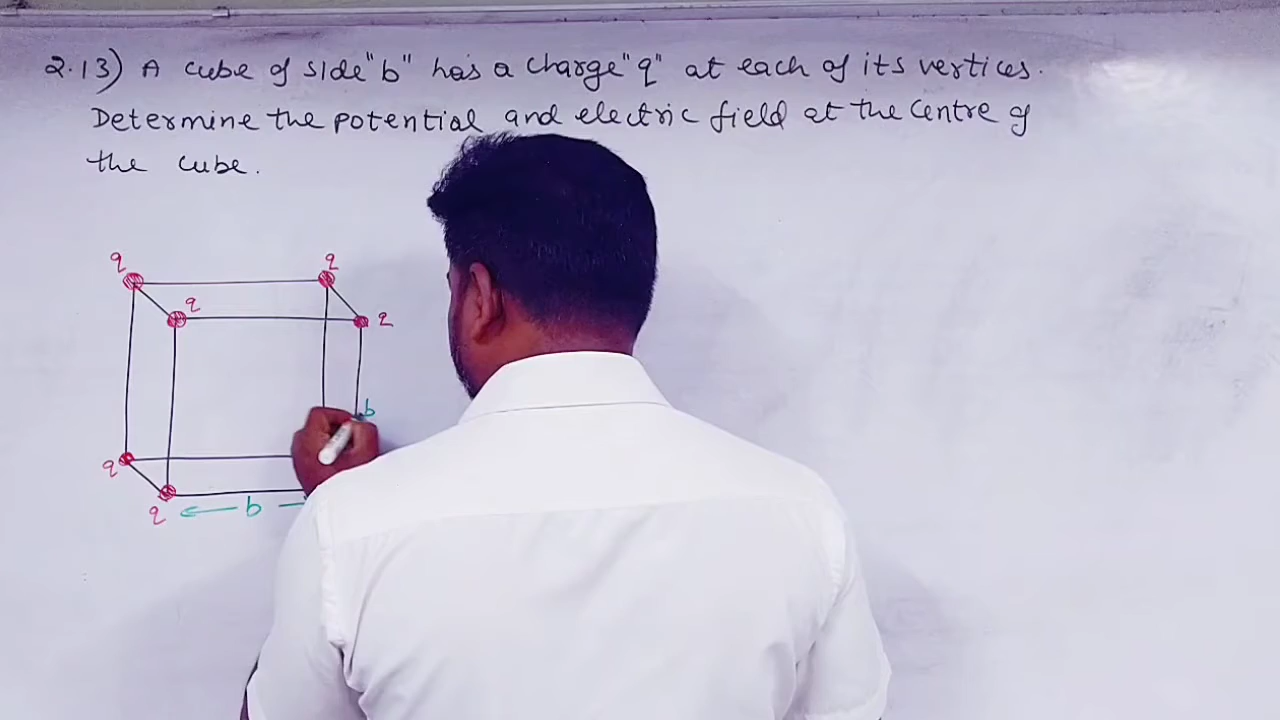 2.13) A cube of side "b" has a charge "q" at each of its vertices.
Determine the potential and electric field at the centre of
the cube.
q q
q q
b
q
q b